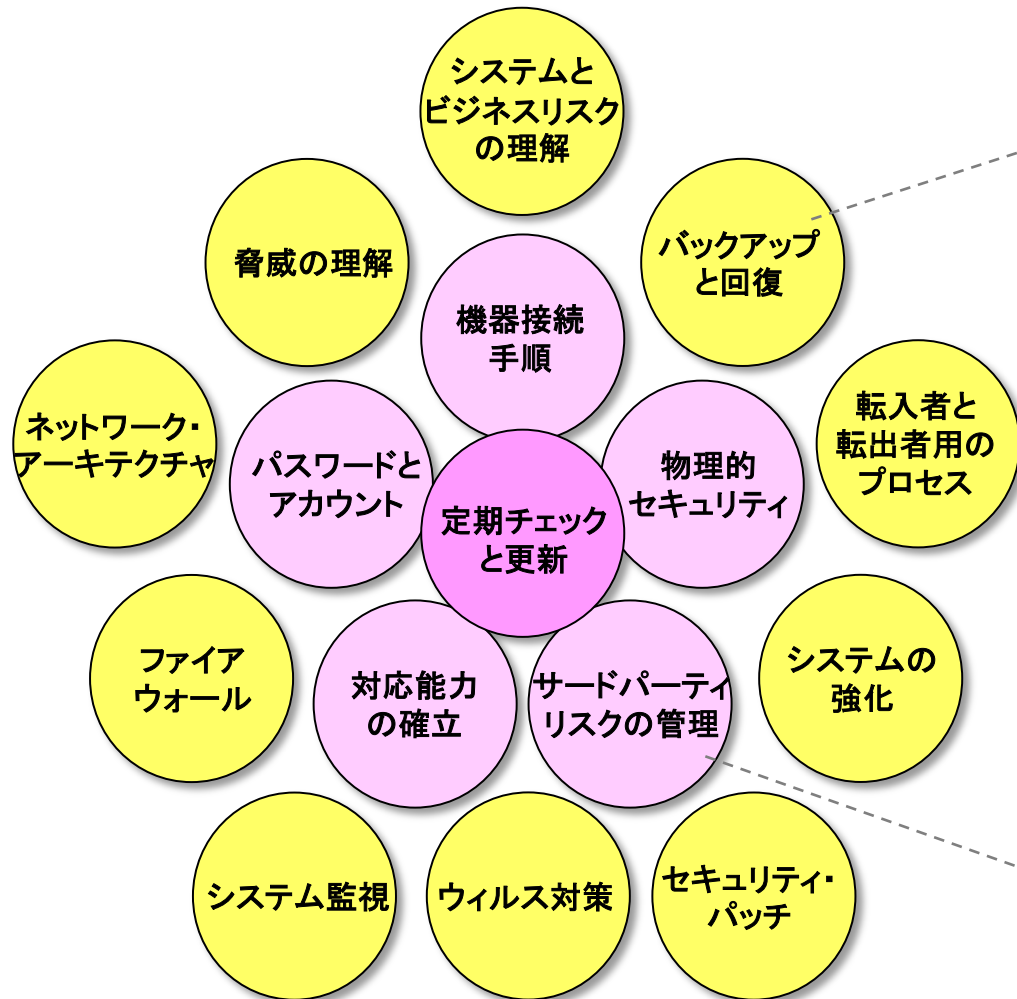 システムと
ビジネスリスク
の理解
脅威の理解
バックアップ
と回復
機器接続
手順
ネットワーク・
アーキテクチャ
パスワードと
アカウント
物理的
セキュリティ
転入者と
転出者用の
プロセス
定期チェック
と更新
ファイア
ウォール
対応能力
の確立
サードパーティ
リスクの管理
システムの
強化
システム監視
ウィルス対策
セキュリティ・
パッチ